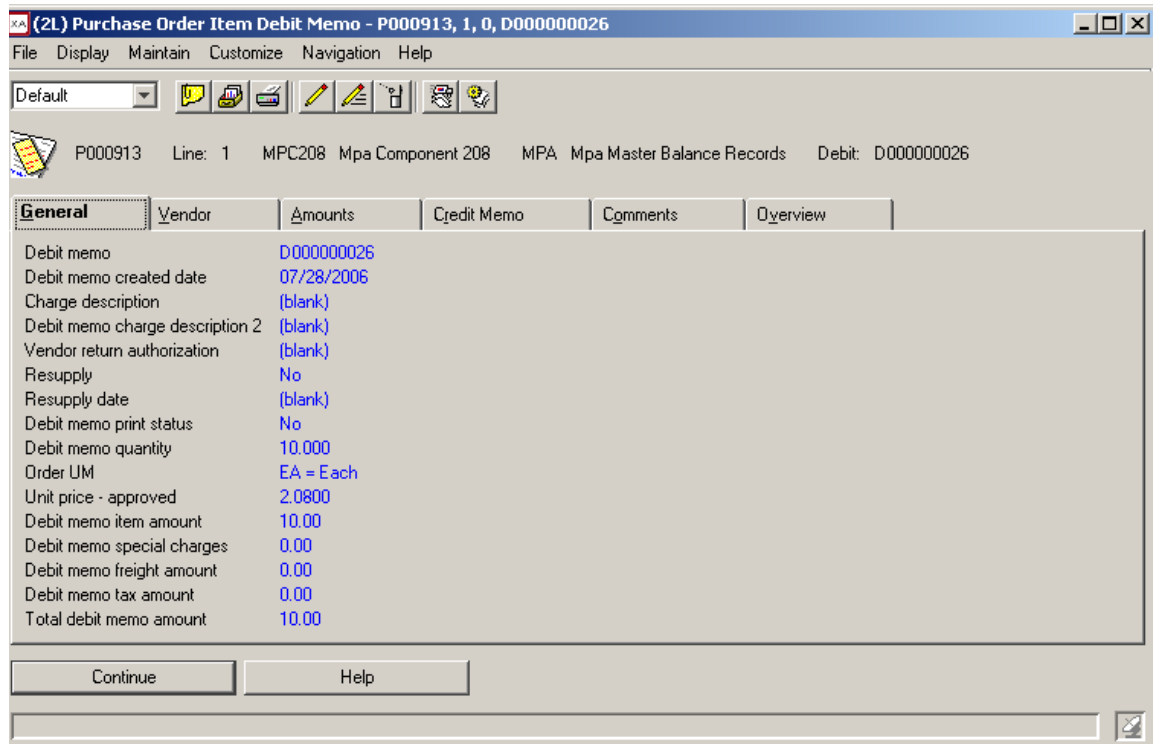 XA (2L) Purchase Order Item Debit Memo - P000913, 1, 0, D000000026
File Display Maintain Customize Navigation Help
Default
P000913 Line: 1 MPC208 Mpa Component 208 MPA Mpa Master Balance Records Debit: D000000026
General Vendor Amounts Credit Memo Comments Overview
Debit memo D000000026
Debit memo created date 07/28/2006
Charge description (blank)
Debit memo charge description 2 (blank)
Vendor return authorization (blank)
Resupply No
Resupply date (blank)
Debit memo print status No
Debit memo quantity 10.000
Order UM EA = Each
Unit price - approved 2.0800
Debit memo item amount 10.00
Debit memo special charges 0.00
Debit memo freight amount 0.00
Debit memo tax amount 0.00
Total debit memo amount 10.00
Continue Help